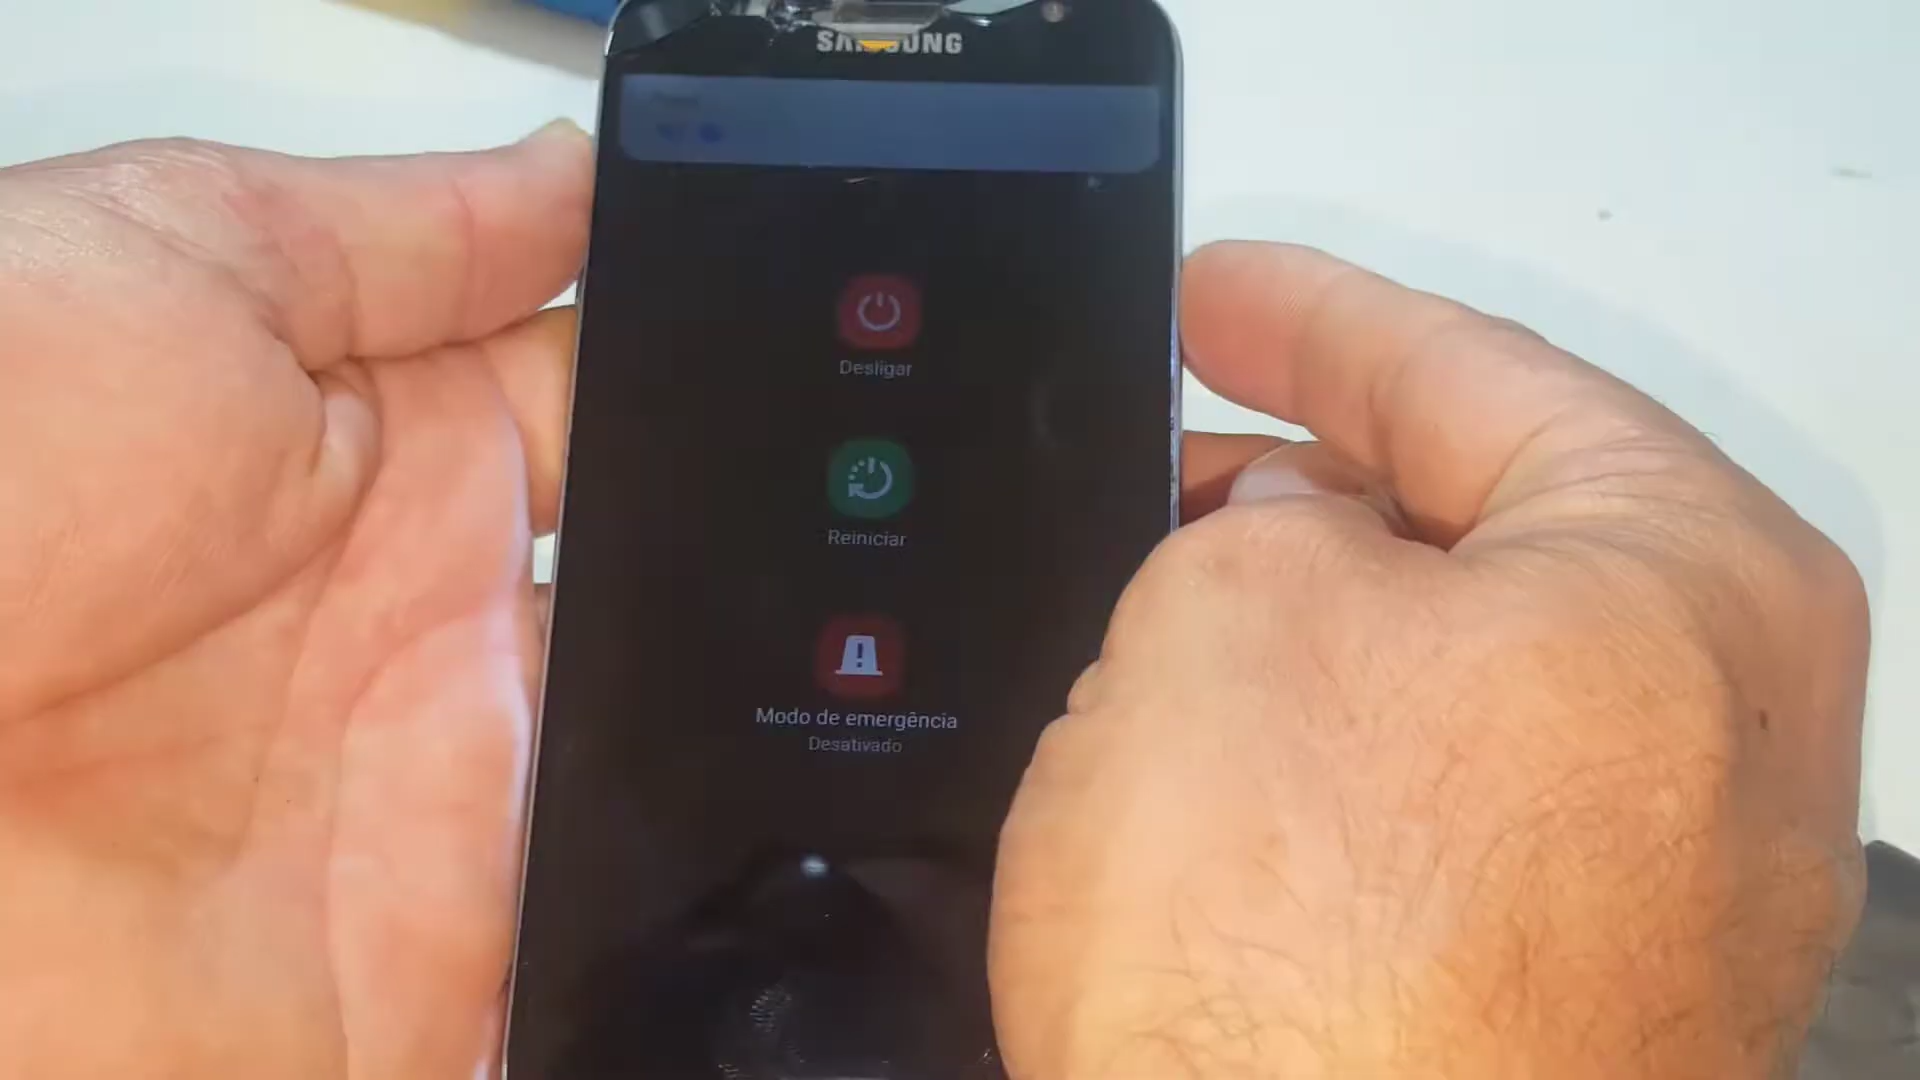 SAMSUNG
Desligar
Reiniciar
Modo de emergência
Desativado